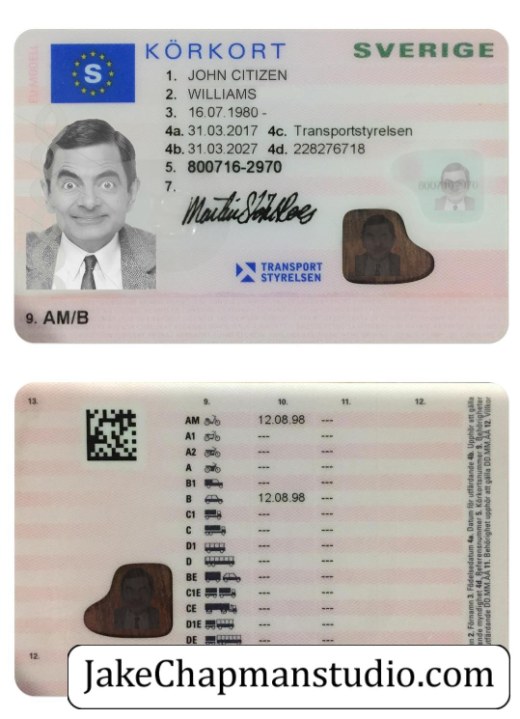 S
KÖRKORT
SVERIGE
1. JOHN CITIZEN
2. WILLIAMS
3. 16.07.1980 -
4a. 31.03.2017 4c. Transportstyrelsen
4b. 31.03.2027 4d. 228276718
5. 800716-2970
7.
TRANSPORT
STYRELSEN
9. AM/B
13. 9. 10. 11. 12.
AM 12.08.98 ---
A1 --- ---
A2 --- ---
A --- ---
B1 --- ---
B 12.08.98 ---
C1 --- ---
C --- ---
D1 --- ---
D --- ---
BE --- ---
C1E --- ---
CE --- ---
D1E --- ---
DE --- ---
12.
JakeChapmanstudio.com